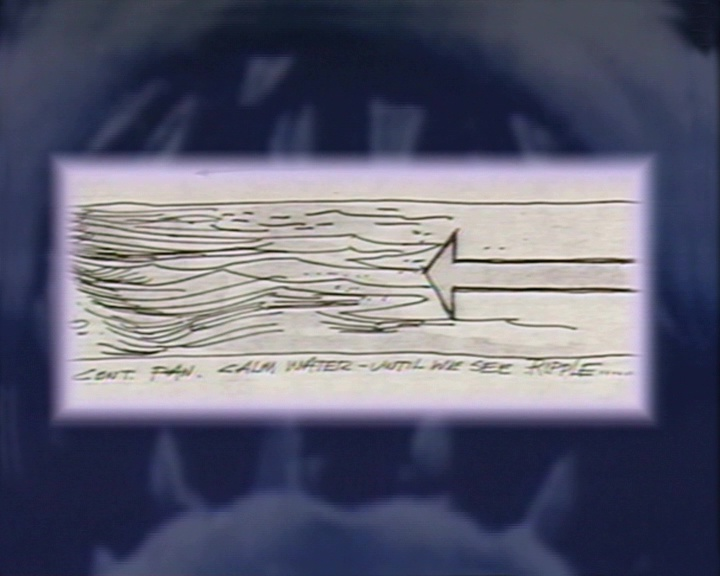 CONT. PAN. CALM WATER - UNTIL WE SEE RIPPLE.....